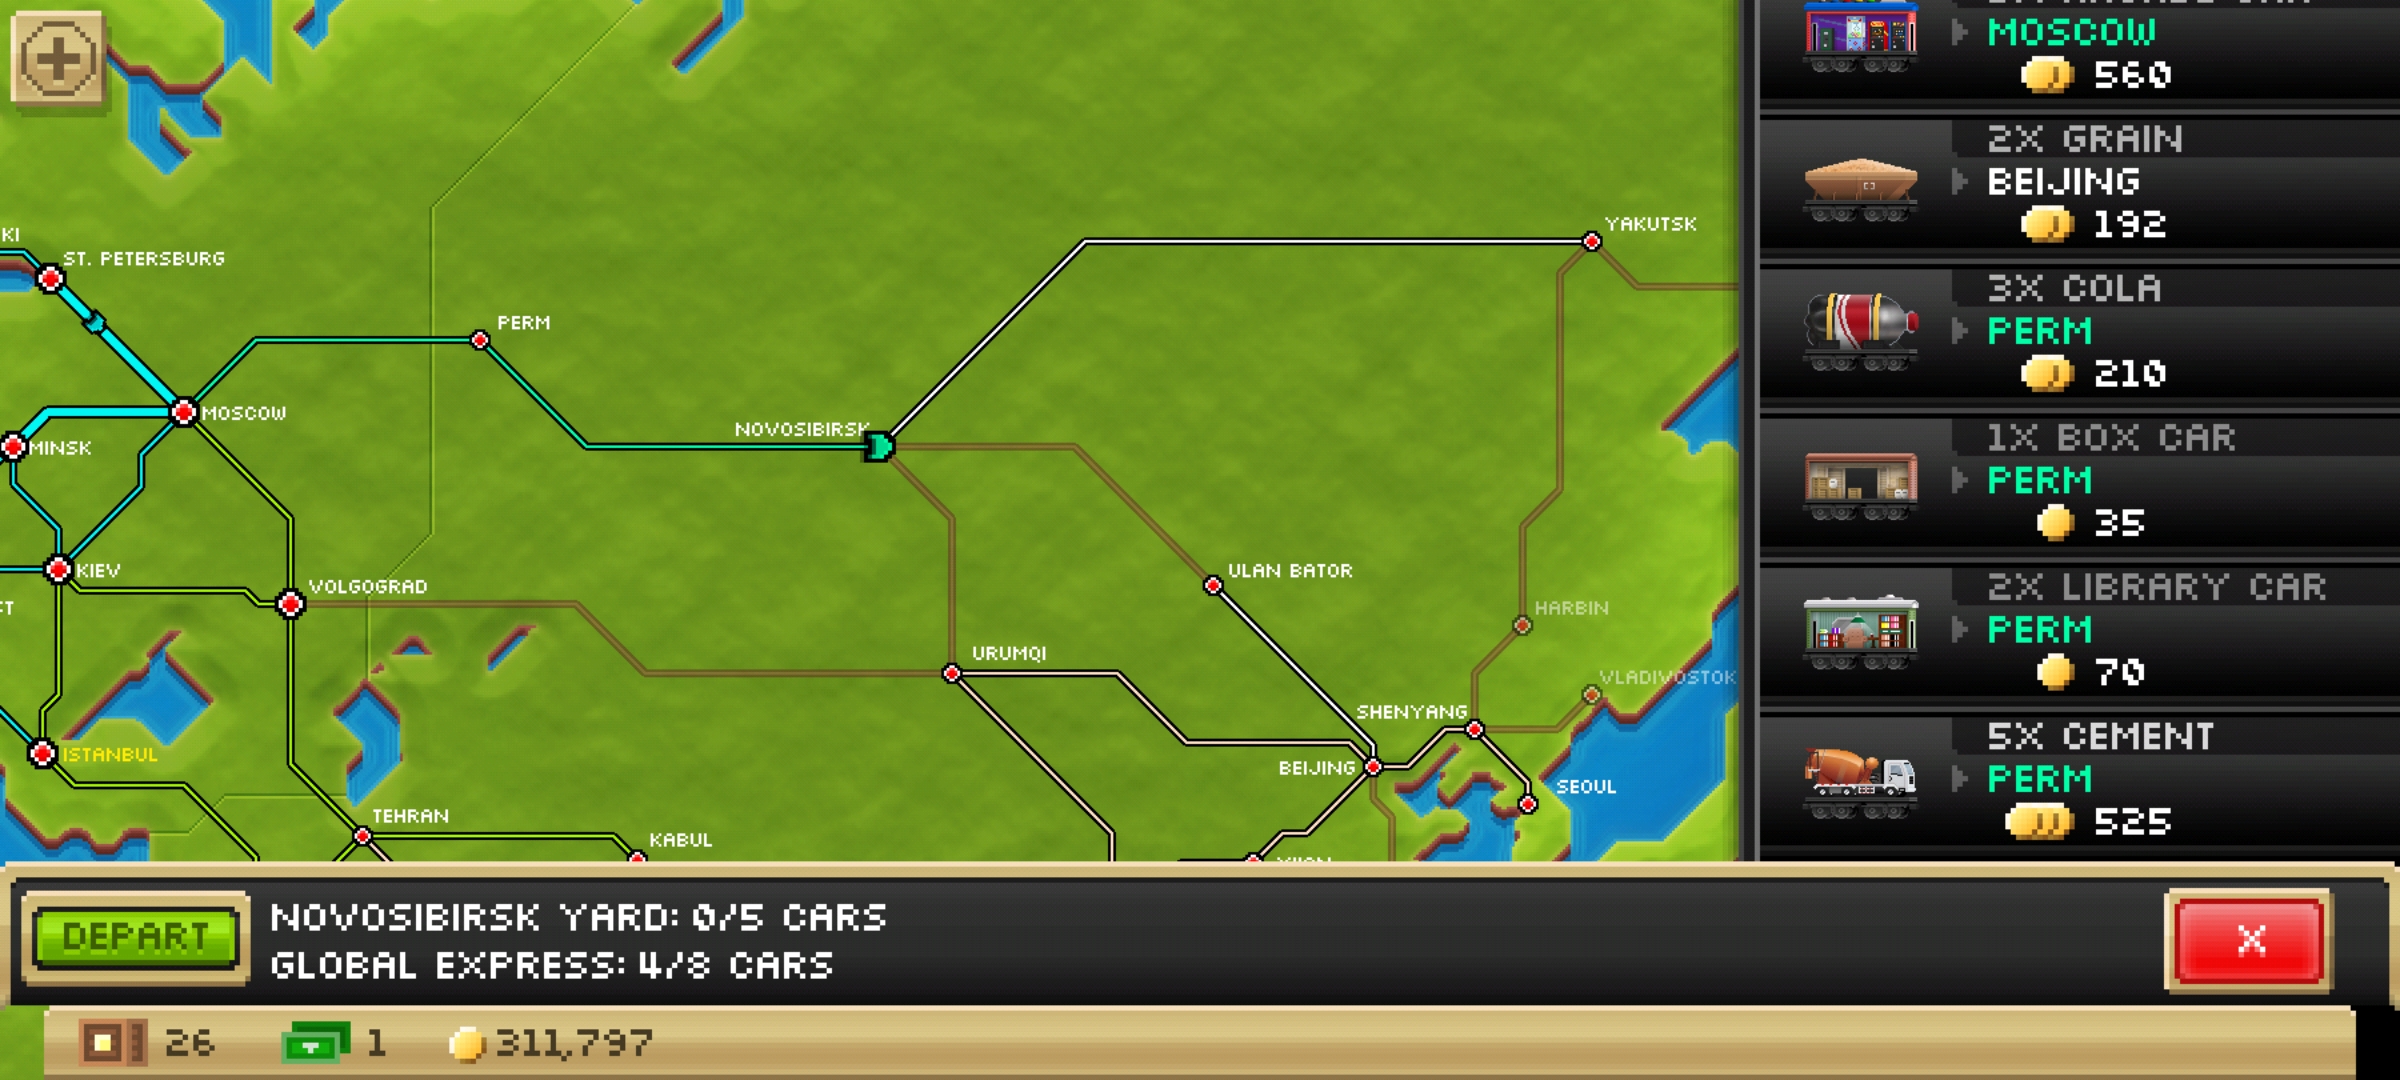 MOSCOW
560
2X GRAIN
BEIJING
192
3X COLA
PERM
210
1X BOX CAR
PERM
35
2X LIBRARY CAR
PERM
70
5X CEMENT
PERM
525
YAKUTSK
KI
ST. PETERSBURG
PERM
MOSCOW
NOVOSIBIRSK
MINSK
KIEV
ULAN BATOR
VOLGOGRAD
HARBIN
URUMQI
VLADIVOSTOK
SHENYANG
ISTANBUL
BEIJING
SEOUL
TEHRAN
KABUL
DEPART
NOVOSIBIRSK YARD: 0/5 CARS
GLOBAL EXPRESS: 4/8 CARS
X
26
1
311,797